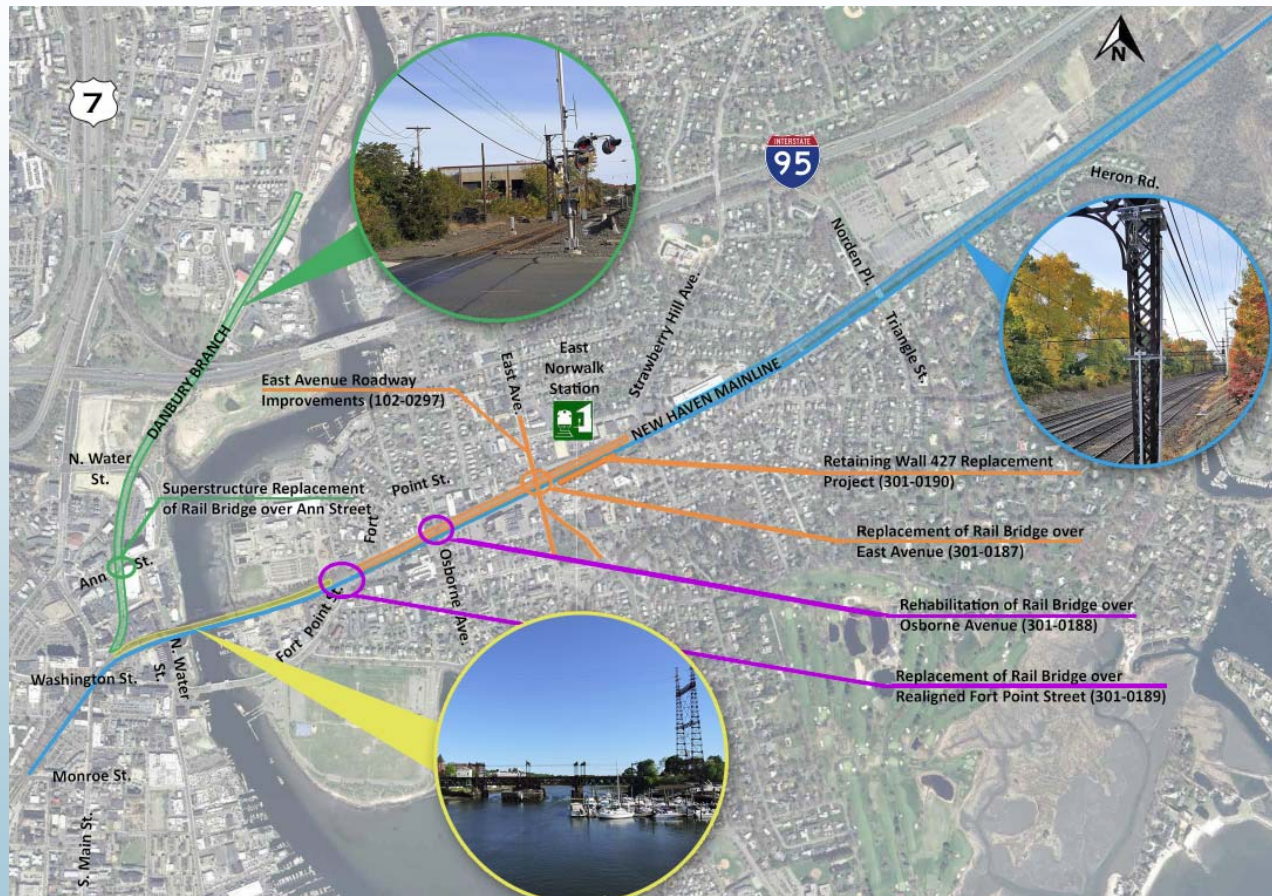 N
7
INTERSTATE
95
Heron Rd.
Norden Pl.
Triangle St.
Strawberry Hill Ave.
NEW HAVEN MAINLINE
DANBURY BRANCH
East
Norwalk
Station
East Ave.
East Avenue Roadway
Improvements (102-0297)
N. Water
St.
Superstructure Replacement
of Rail Bridge over Ann Street
Ann St.
Fort Point St.
Osborne Ave.
Fort Point St.
N. Water
St.
Washington St.
Monroe St.
S. Main St.
Retaining Wall 427 Replacement
Project (301-0190)
Replacement of Rail Bridge over
East Avenue (301-0187)
Rehabilitation of Rail Bridge over
Osborne Avenue (301-0188)
Replacement of Rail Bridge over
Realigned Fort Point Street (301-0189)